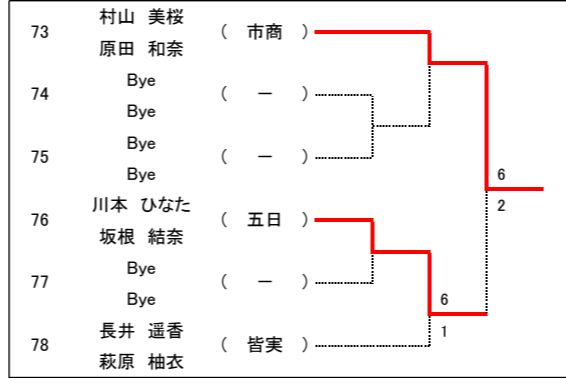 村山 美桜
73 ( 市商 )
原田 和奈
Bye
74 ( ー )
Bye
Bye
75 ( ー )
Bye
6
2
川本 ひなた
76 ( 五日 )
坂根 結奈
Bye
77 ( ー )
Bye
6
1
長井 遥香
78 ( 皆実 )
萩原 柚衣